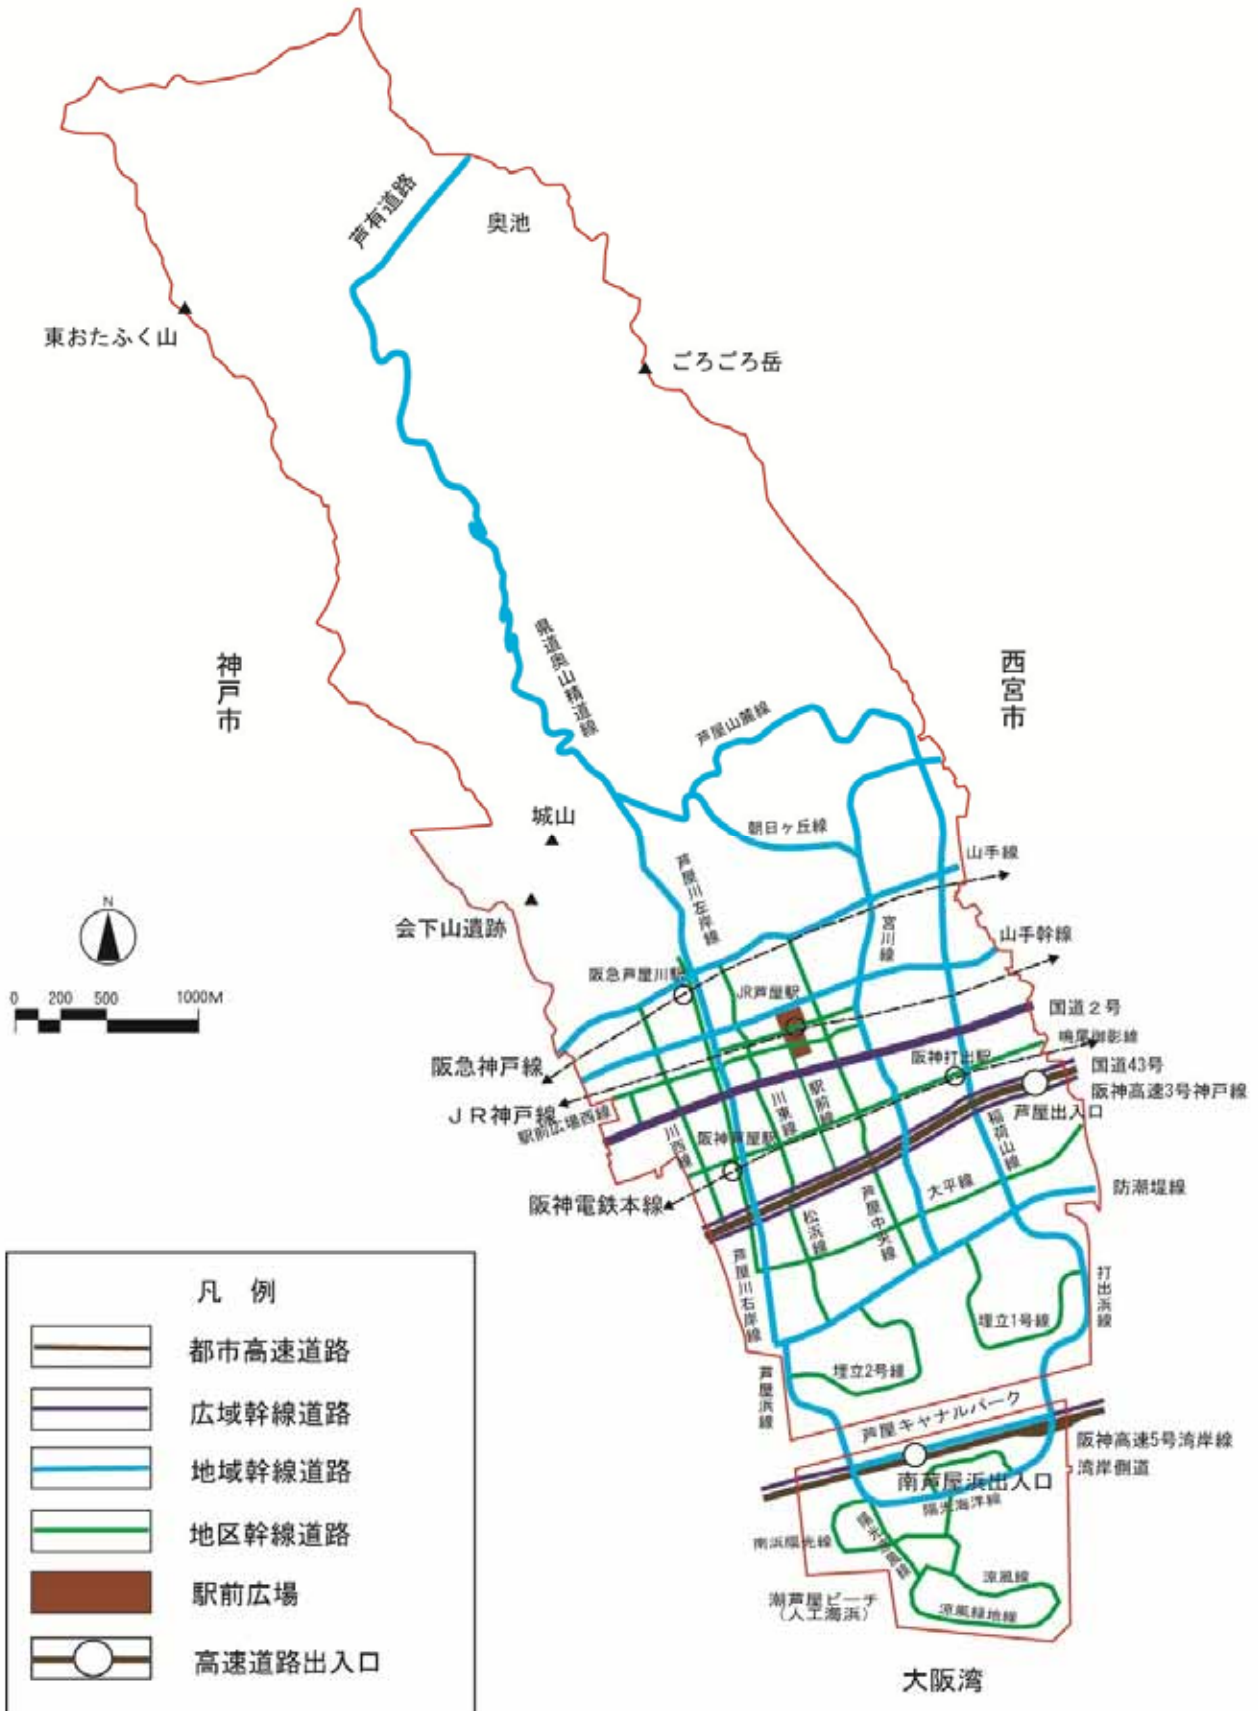 芦有道路
奥池
東おたふく山
ごろごろ岳
県道奥山精道線
神戸市
西宮市
芦屋山麓線
城山
朝日ヶ丘線
山手線
芦屋川左岸線
会下山遺跡
宮川線
山手幹線
阪急芦屋川駅
JR芦屋駅
N
0 200 500 1000M
国道2号
鳴尾御影線
阪急神戸線
阪神打出駅
国道43号
阪神高速3号神戸線
JR神戸線
駅前線
川東線
芦屋出入口
駅前広場西線
川西線
阪神芦屋駅
稲荷山線
阪神電鉄本線
大平線
防潮堤線
松浜線
芦屋中央線
芦屋川右岸線
打出浜線
埋立1号線
埋立2号線
芦屋浜線
芦屋キャナルパーク
阪神高速5号湾岸線
湾岸側道
南芦屋浜出入口
陽光海洋線
南浜陽光線
涼風線
潮芦屋ビーチ
(人工海浜)
涼風緑地線
大阪湾
凡 例
都市高速道路
広域幹線道路
地域幹線道路
地区幹線道路
駅前広場
高速道路出入口